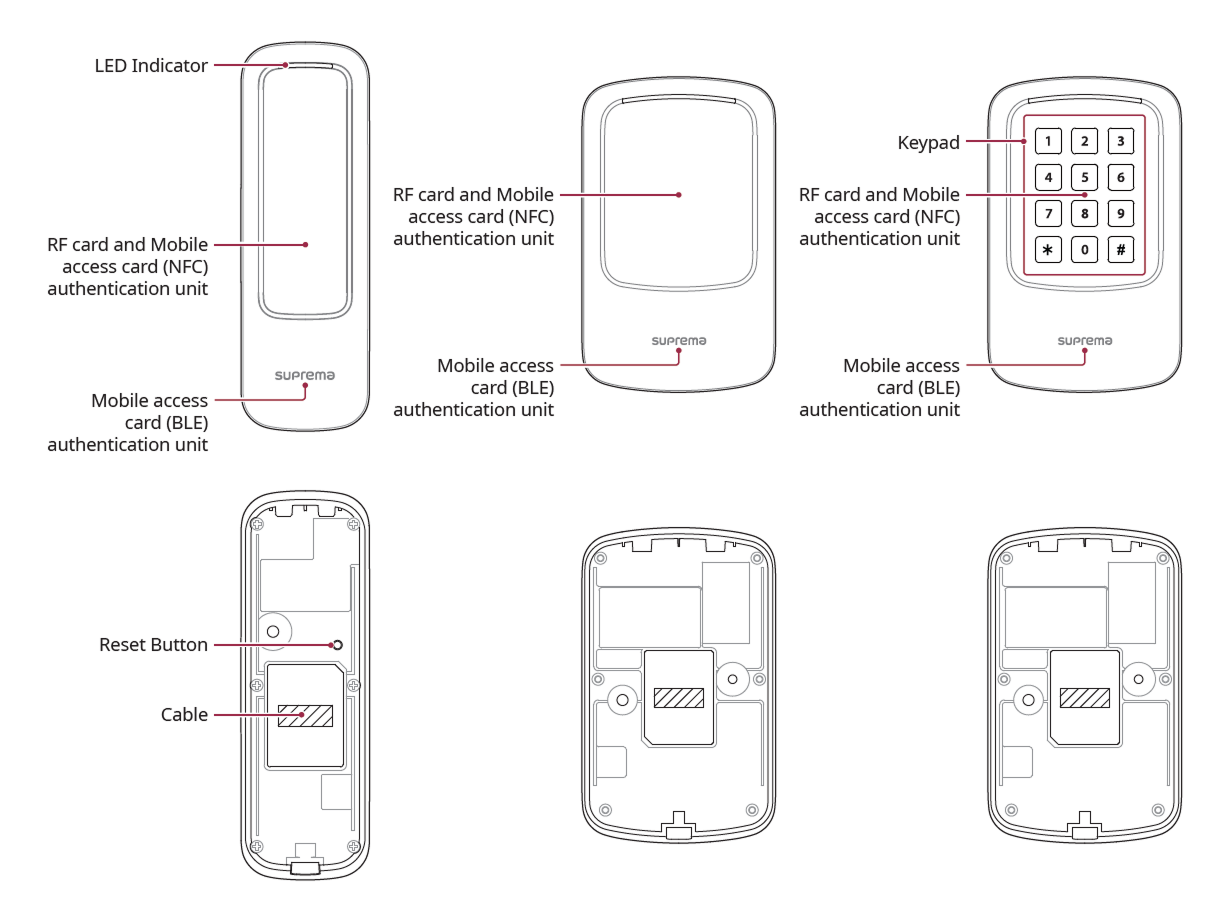 LED Indicator
RF card and Mobile
access card (NFC)
authentication unit
suprema
Mobile access
card (BLE)
authentication unit
RF card and Mobile
access card (NFC)
authentication unit
suprema
Mobile access
card (BLE)
authentication unit
Keypad
1 2 3
4 5 6
7 8 9
* 0 #
RF card and Mobile
access card (NFC)
authentication unit
suprema
Mobile access
card (BLE)
authentication unit
Reset Button
Cable